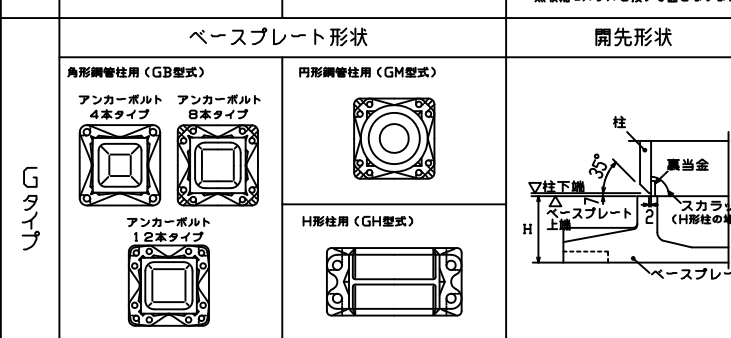 ベースプレート形状
開先形状
Gタイプ
角形鋼管柱用（GB型式）
アンカーボルト
4本タイプ
アンカーボルト
8本タイプ
アンカーボルト
12本タイプ
円形鋼管柱用（GM型式）
H形柱用（GH型式）
柱
35°
裏当金
▽柱下端
7
スカラッ
（H形柱の
△
ベースプレート
上端
2
H
ベースプレー